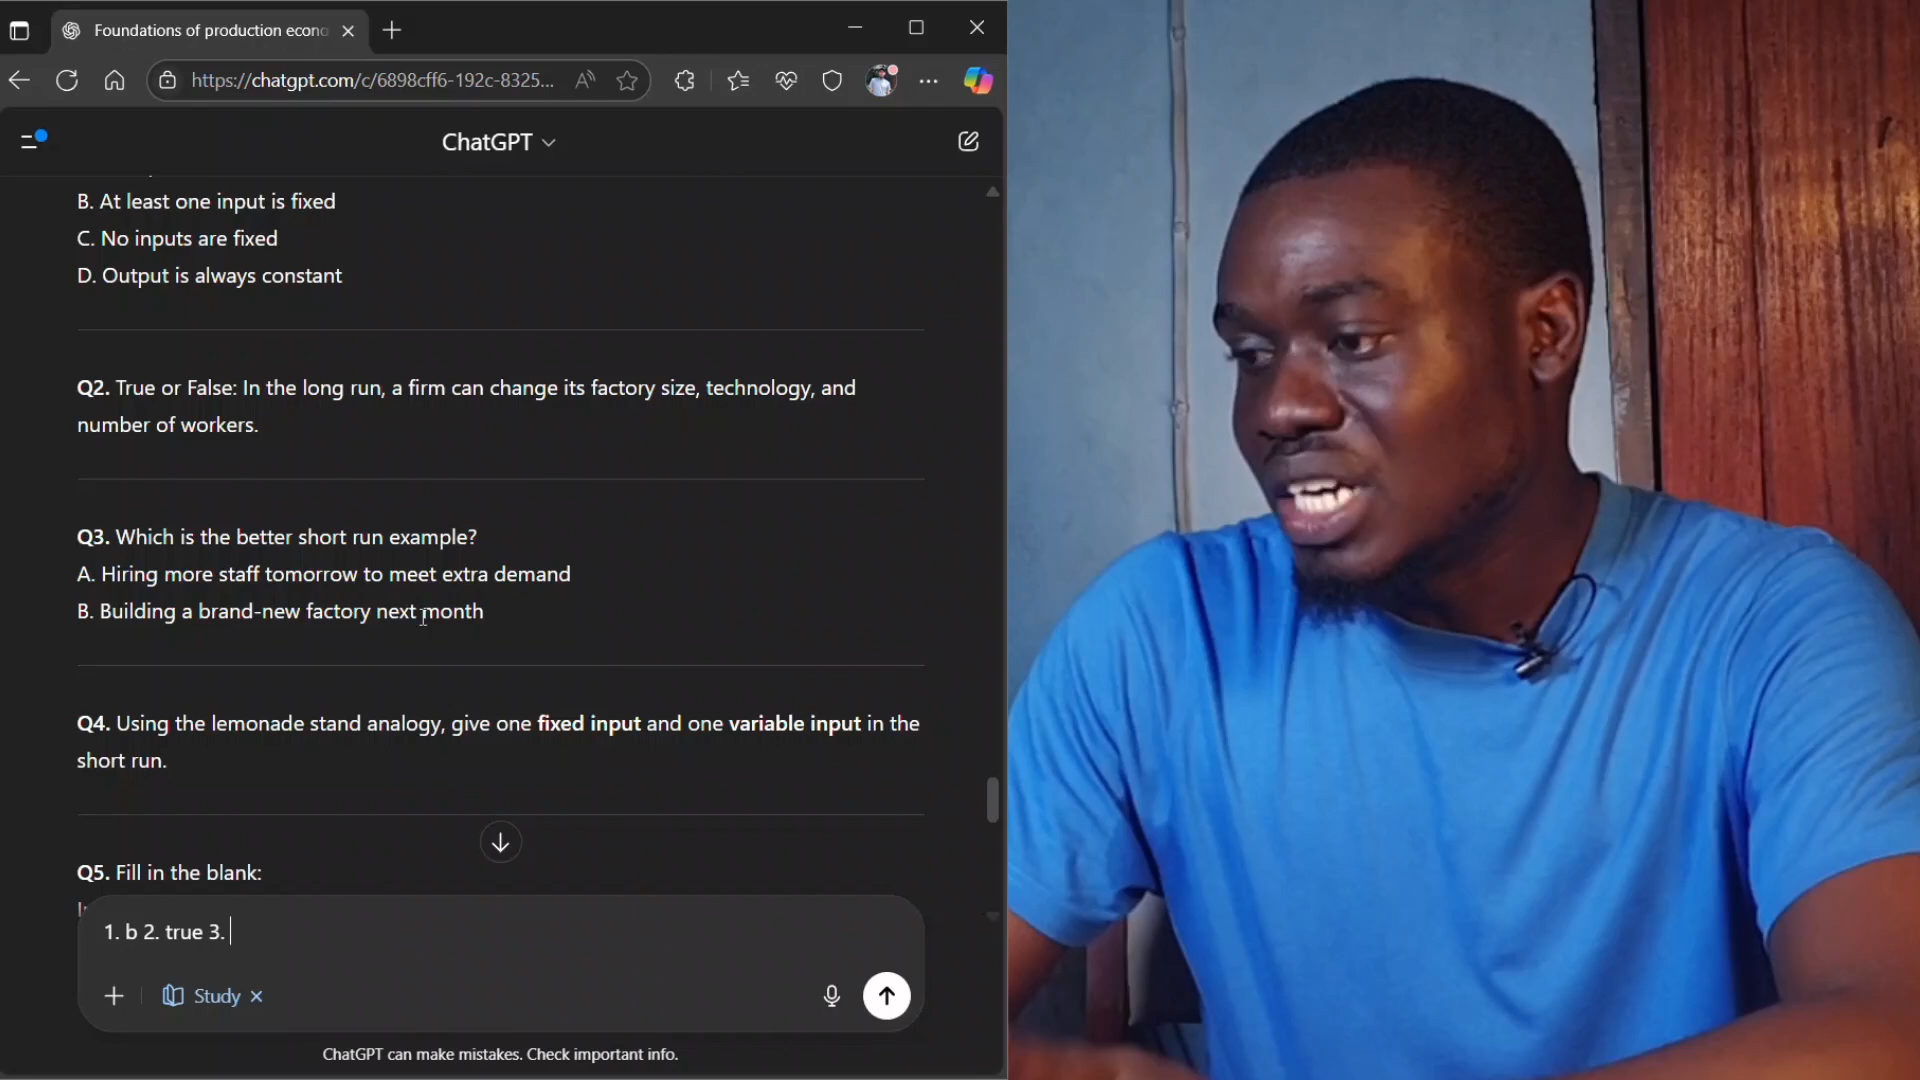 Foundations of production econo
https://chatgpt.com/c/6898cff6-192c-8325...
ChatGPT
B. At least one input is fixed
C. No inputs are fixed
D. Output is always constant
Q2. True or False: In the long run, a firm can change its factory size, technology, and
number of workers.
Q3. Which is the better short run example?
A. Hiring more staff tomorrow to meet extra demand
B. Building a brand-new factory next month
Q4. Using the lemonade stand analogy, give one fixed input and one variable input in the
short run.
Q5. Fill in the blank:
1. b 2. true 3.
Study
ChatGPT can make mistakes. Check important info.